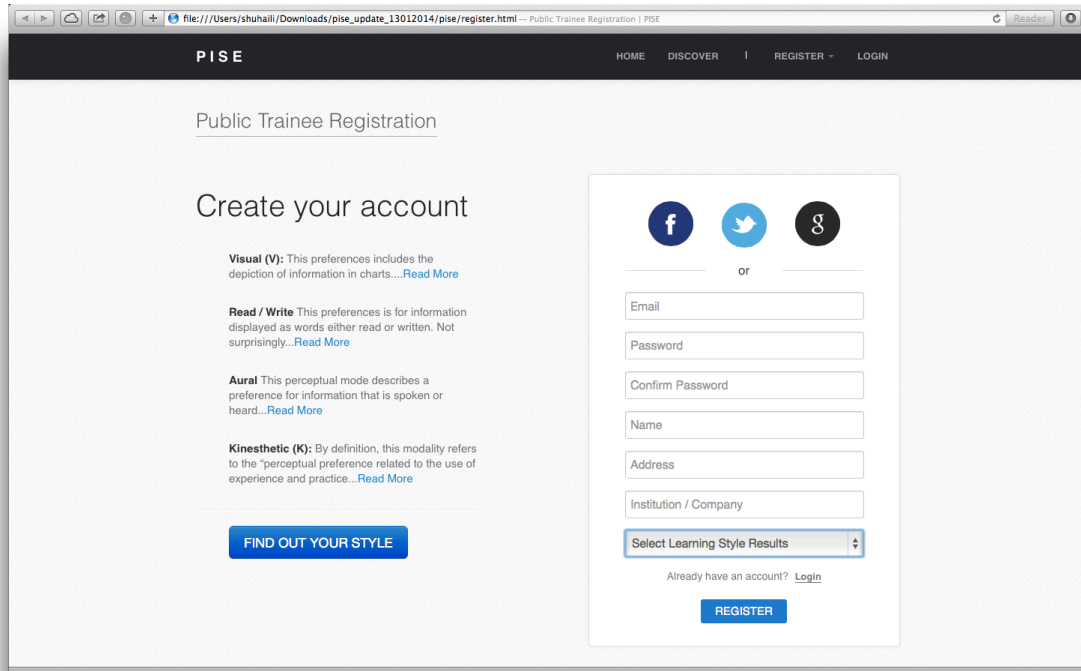 file:///Users/shuhaili/Downloads/pise_update_13012014/pise/register.html — Public Trainee Registration | PISE
Reader
PISE
HOME DISCOVER | REGISTER LOGIN
Public Trainee Registration
Create your account
Visual (V): This preferences includes the
depiction of information in charts....Read More
Read / Write This preferences is for information
displayed as words either read or written. Not
surprisingly...Read More
Aural This perceptual mode describes a
preference for information that is spoken or
heard...Read More
Kinesthetic (K): By definition, this modality refers
to the “perceptual preference related to the use of
experience and practice...Read More
FIND OUT YOUR STYLE
f g
or
Email
Password
Confirm Password
Name
Address
Institution / Company
Select Learning Style Results
Already have an account? Login
REGISTER